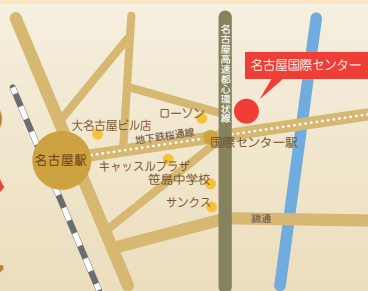 名古屋高速都心環状線
名古屋国際センター
ローソン
大名古屋ビル店
地下鉄桜通線
国際センター駅
名古屋駅
キャッスルプラザ
笹島中学校
サンクス
錦通